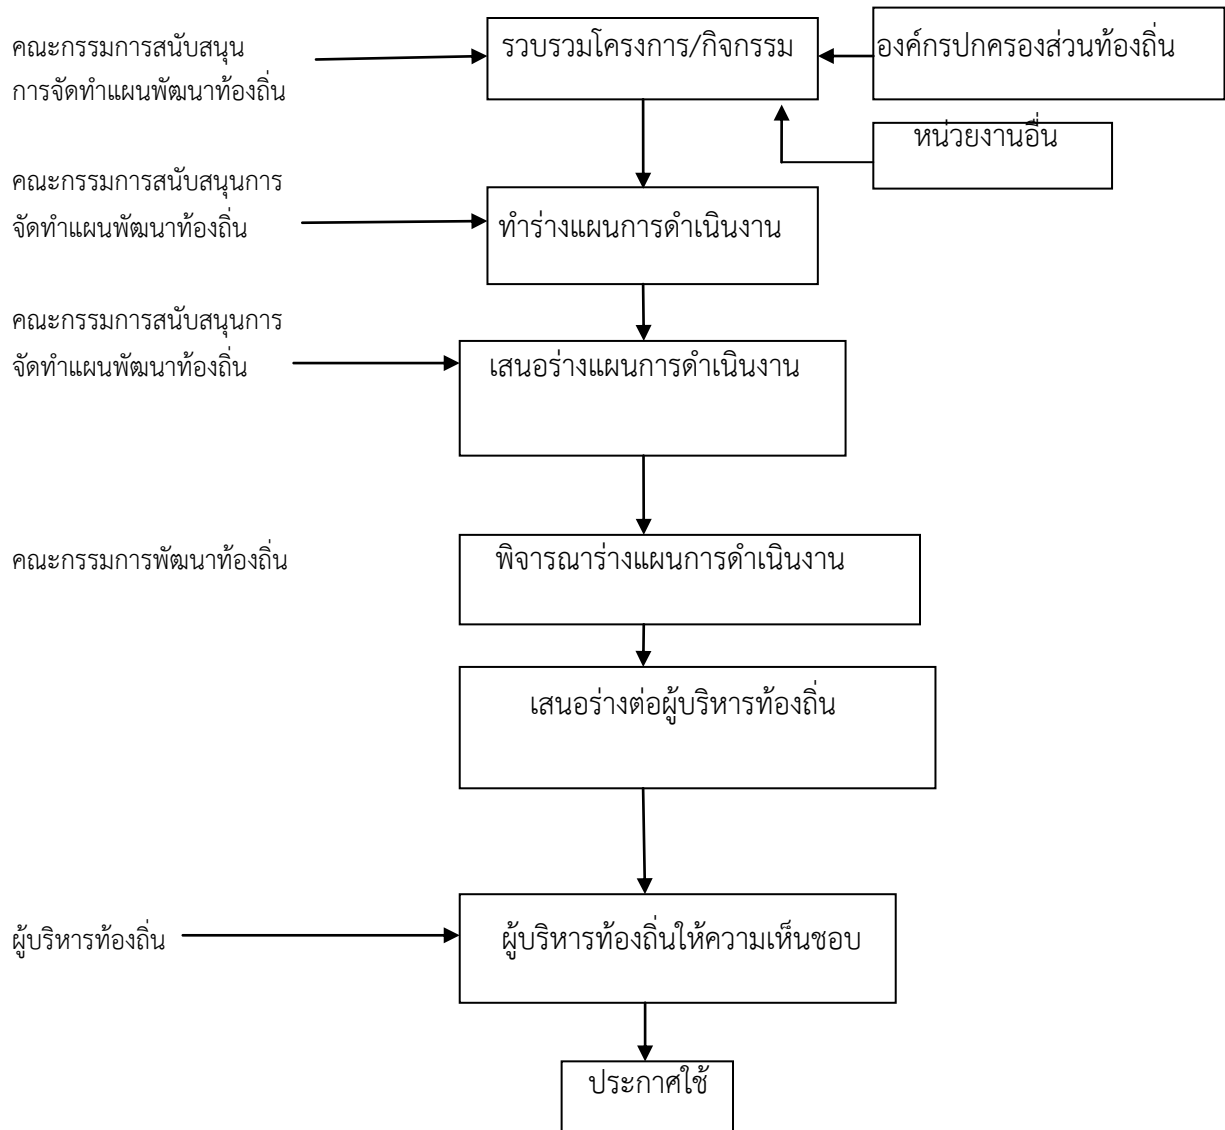 คณะกรรมการสนับสนุน
การจัดทำแผนพัฒนาท้องถิ่น
รวบรวมโครงการ/กิจกรรม
องค์กรปกครองส่วนท้องถิ่น
หน่วยงานอื่น
คณะกรรมการสนับสนุนการ
จัดทำแผนพัฒนาท้องถิ่น
ทำร่างแผนการดำเนินงาน
คณะกรรมการสนับสนุนการ
จัดทำแผนพัฒนาท้องถิ่น
เสนอร่างแผนการดำเนินงาน
คณะกรรมการพัฒนาท้องถิ่น
พิจารณาร่างแผนการดำเนินงาน
เสนอร่างต่อผู้บริหารท้องถิ่น
ผู้บริหารท้องถิ่น
ผู้บริหารท้องถิ่นให้ความเห็นชอบ
ประกาศใช้